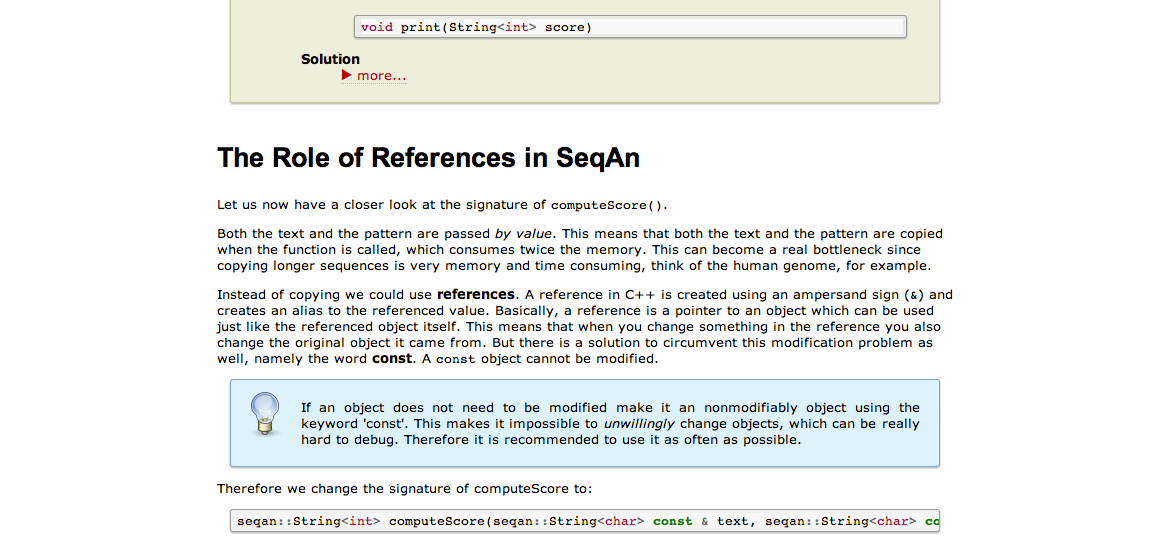 void print(String<int> score)
Solution
more...
The Role of References in SeqAn
Let us now have a closer look at the signature of computeScore().
Both the text and the pattern are passed by value. This means that both the text and the pattern are copied
when the function is called, which consumes twice the memory. This can become a real bottleneck since
copying longer sequences is very memory and time consuming, think of the human genome, for example.
Instead of copying we could use references. A reference in C++ is created using an ampersand sign (&) and
creates an alias to the referenced value. Basically, a reference is a pointer to an object which can be used
just like the referenced object itself. This means that when you change something in the reference you also
change the original object it came from. But there is a solution to circumvent this modification problem as
well, namely the word const. A const object cannot be modified.
If an object does not need to be modified make it an nonmodifiably object using the
keyword 'const'. This makes it impossible to unwillingly change objects, which can be really
hard to debug. Therefore it is recommended to use it as often as possible.
Therefore we change the signature of computeScore to:
seqan::String<int> computeScore(seqan::String<char> const & text, seqan::String<char> co